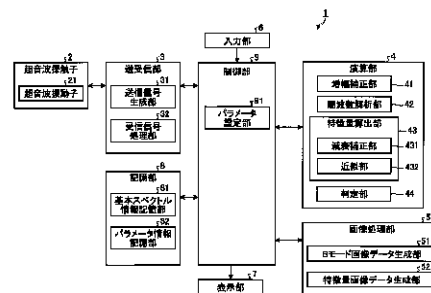 1
2
超音波探触子
21
超音波振動子
3
送受信部
31
送信信号
生成部
32
受信信号
処理部
6
入力部
9
制御部
91
パラメータ
設定部
4
演算部
増幅補正部 41
周波数解析部 42
特徴量算出部 43
減衰補正部 431
近似部 432
判定部 44
8
記憶部
81
基本スペクトル
情報記憶部
82
パラメータ情報
記憶部
5
画像処理部
51
Bモード画像データ生成部
52
特徴量画像データ生成部
7
表示部